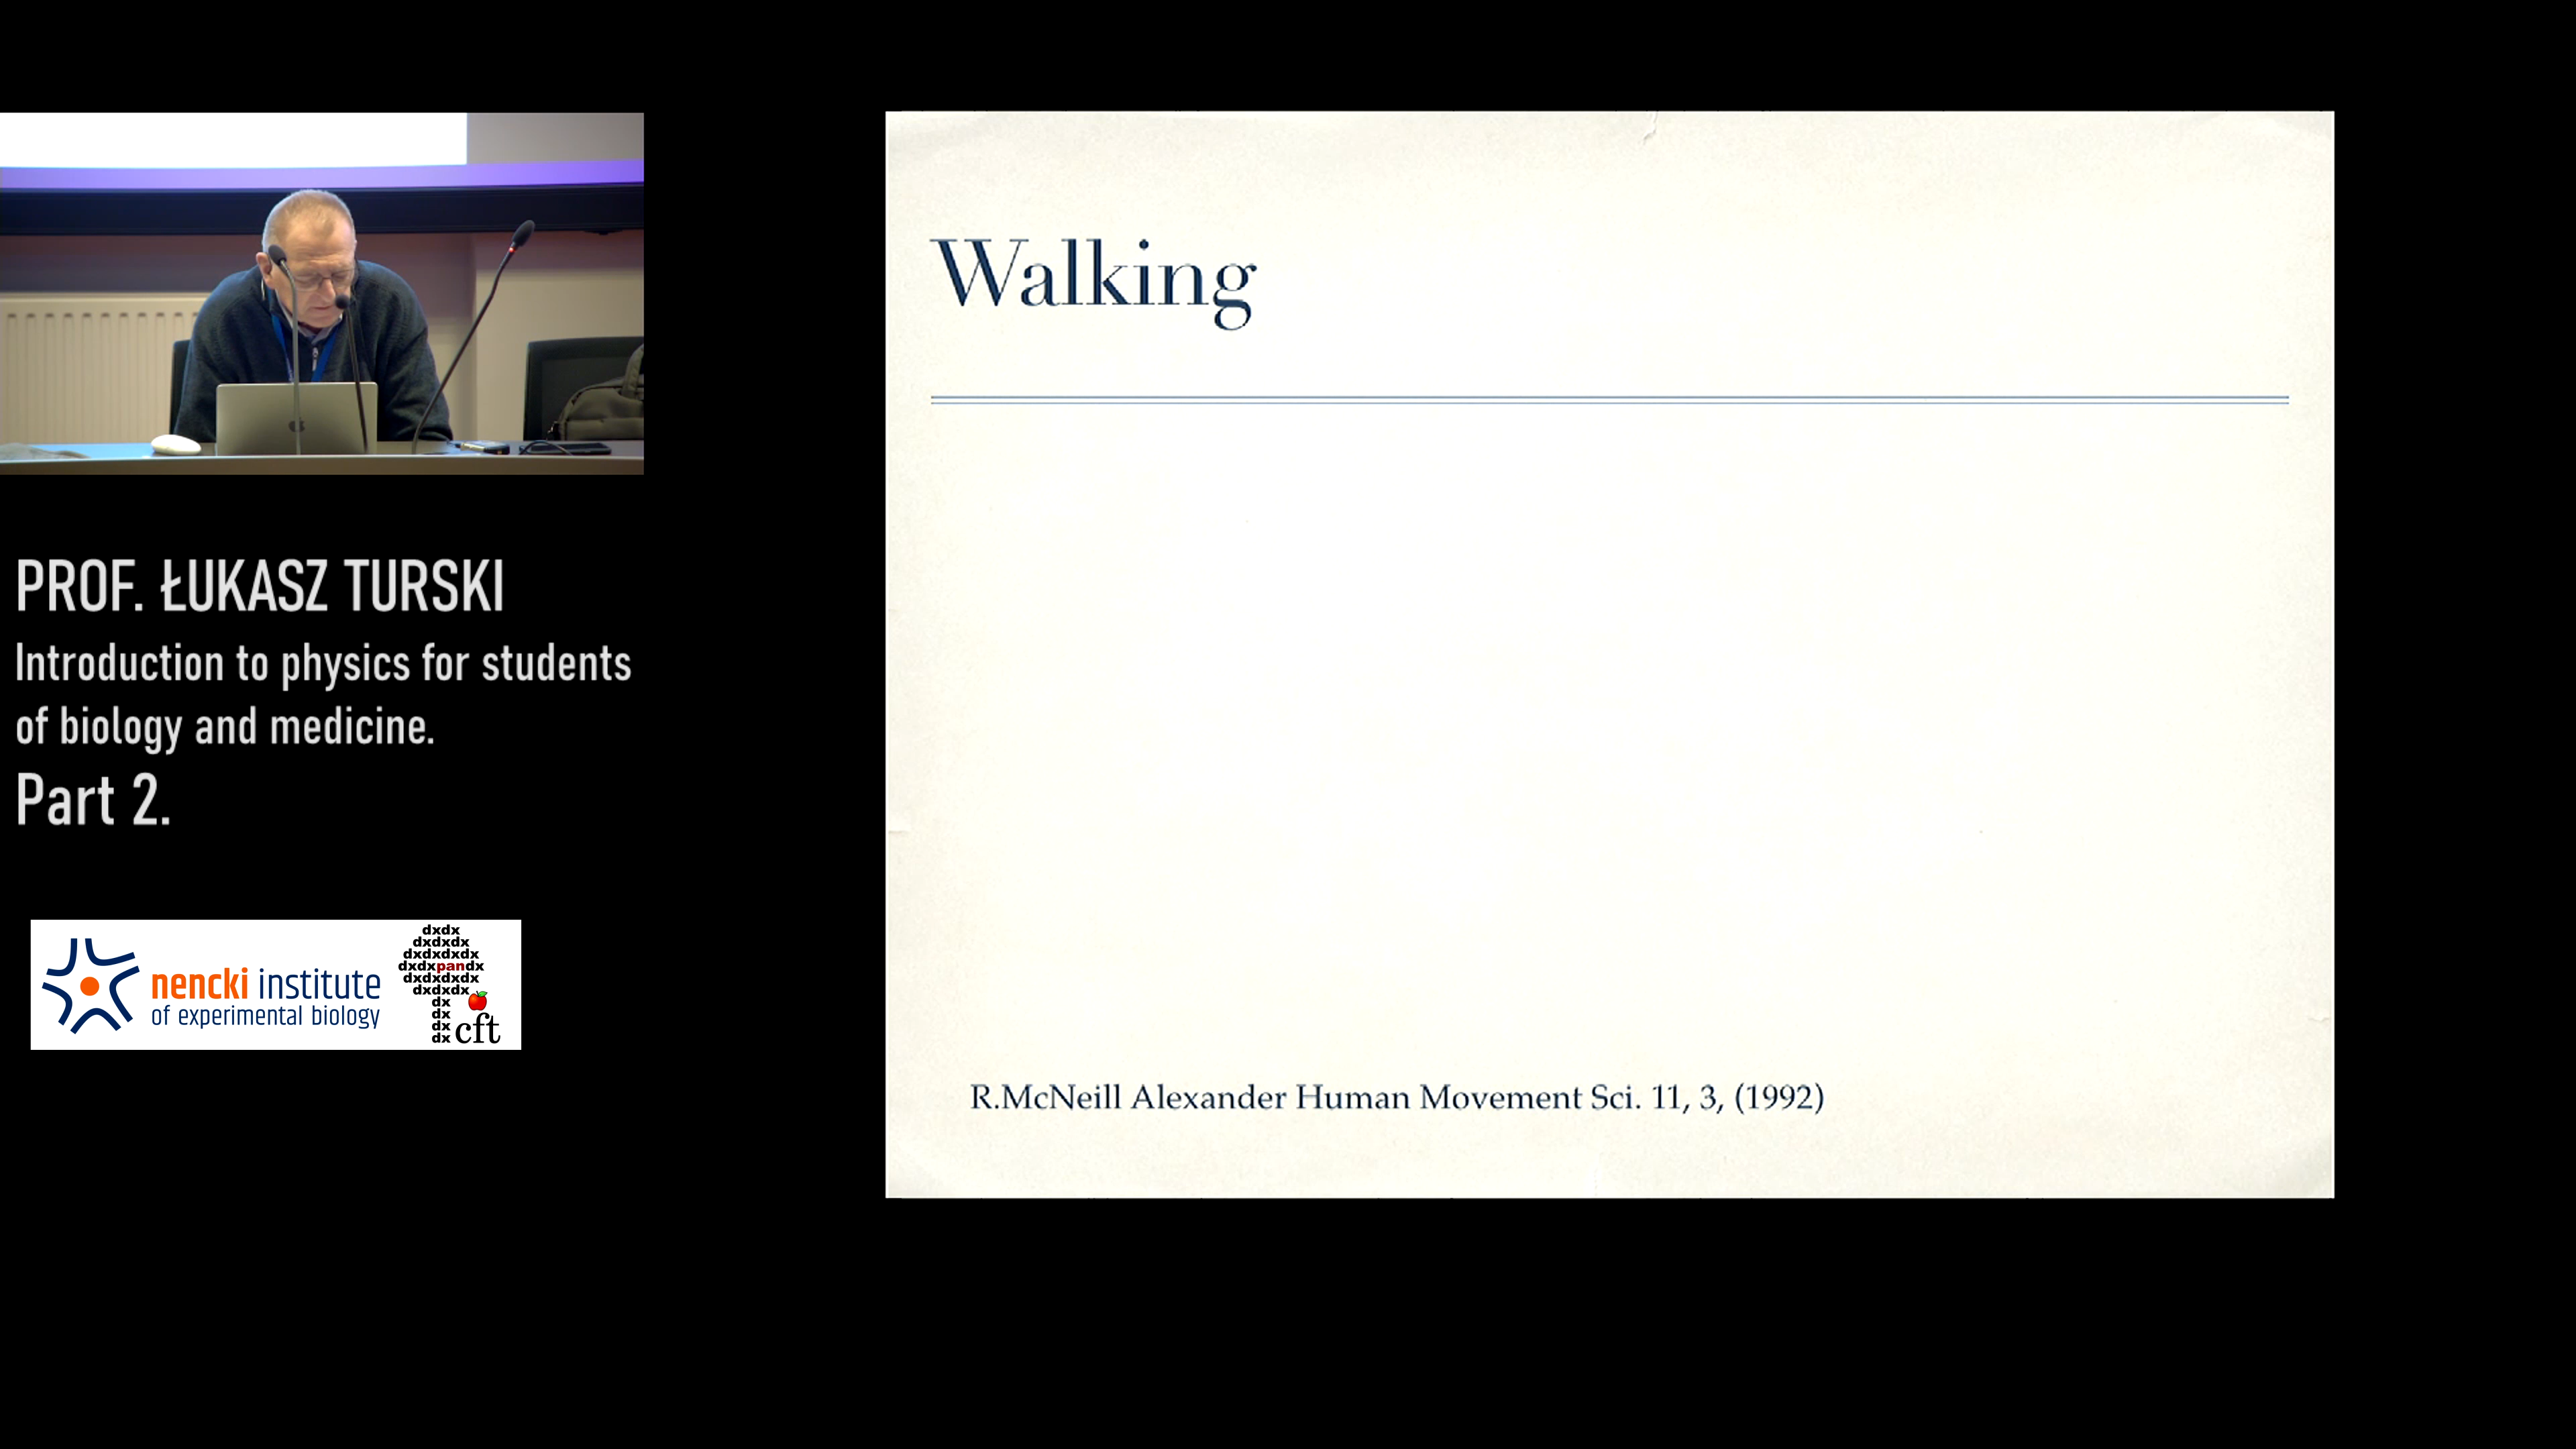 PROF. ŁUKASZ TURSKI
Introduction to physics for students
of biology and medicine.
Part 2.
nencki institute
of experimental biology
dxdx
dxdxdx
dxdxdxdx
dxdxpandx
dxdxdxdx
dxdxdx
dx
dx
dx
dx cft
Walking
R.McNeill Alexander Human Movement Sci. 11, 3, (1992)